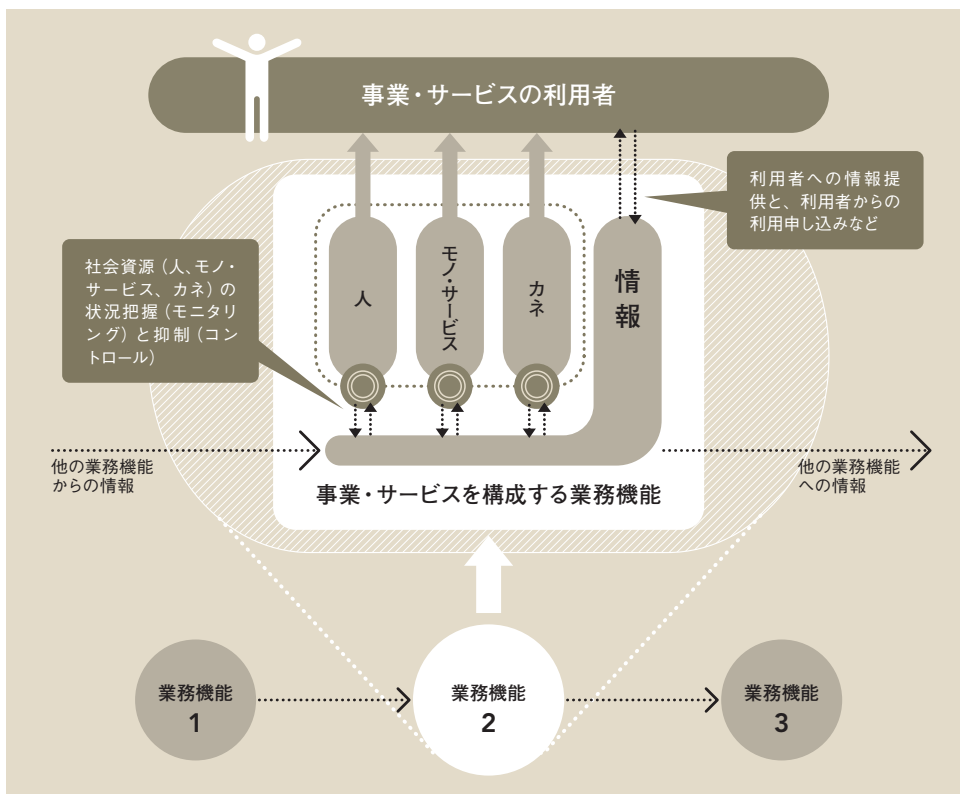 事業・サービスの利用者
利用者への情報提
供と、利用者からの
利用申し込みなど
社会資源（人、モノ・
サービス、カネ）の
状況把握（モニタリ
ング）と抑制（コント
ロール）
人
モノ・サービス
カネ
情報
他の業務機能
からの情報
他の業務機能
への情報
事業・サービスを構成する業務機能
業務機能
1
業務機能
2
業務機能
3